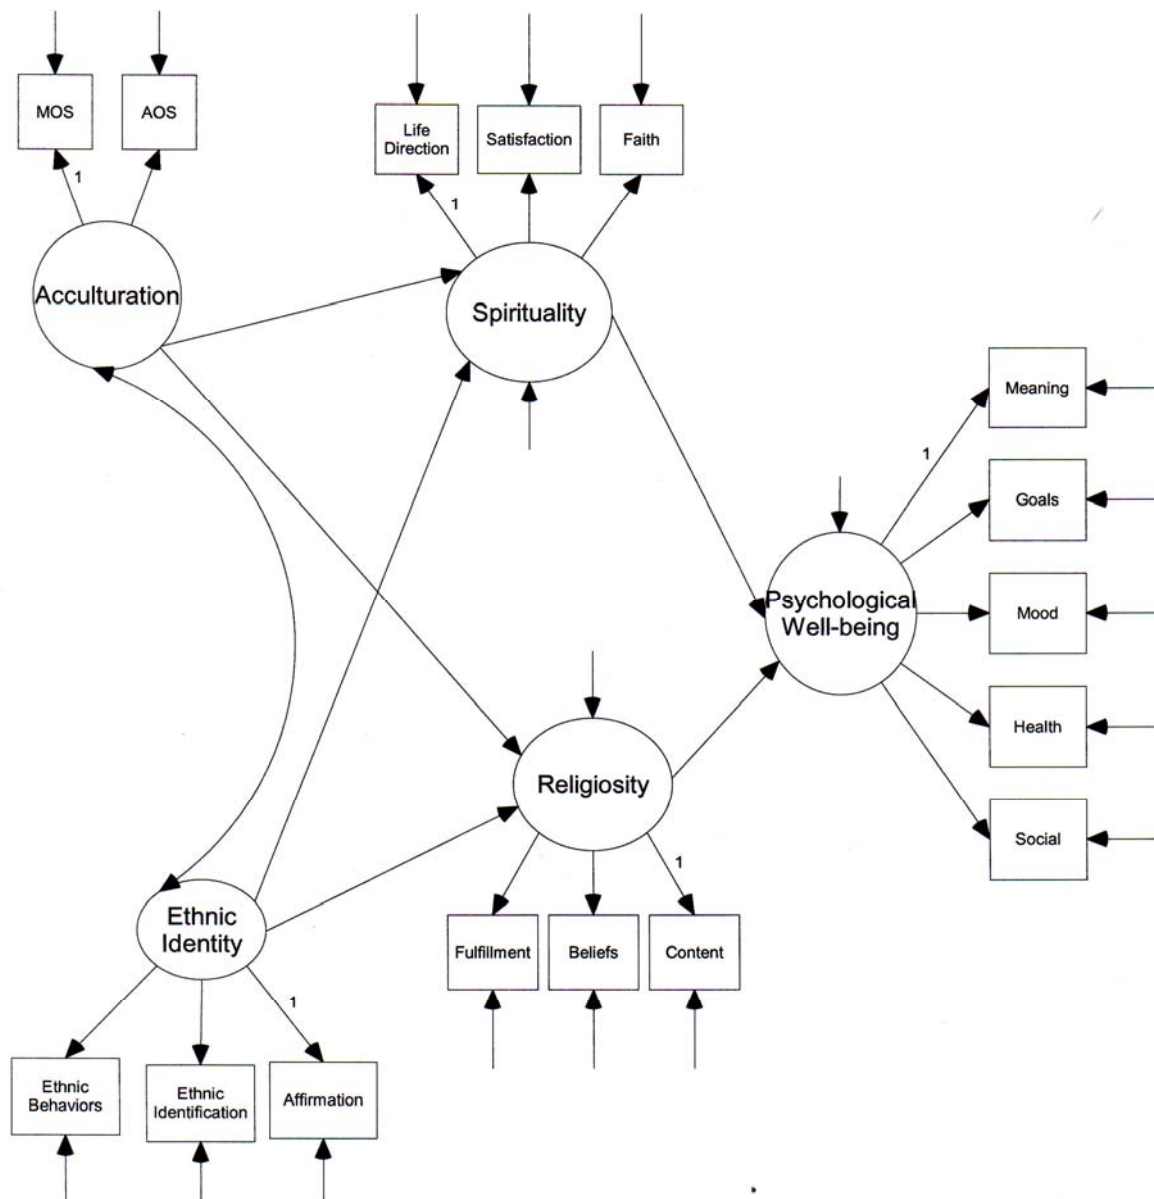 MOS
AOS
1
Acculturation
Life
Direction
Satisfaction
Faith
1
Spirituality
Meaning
1
Goals
Psychological
Well-being
Mood
Health
Social
Religiosity
1
Fulfillment
Beliefs
Content
Ethnic
Identity
1
Ethnic
Behaviors
Ethnic
Identification
Affirmation